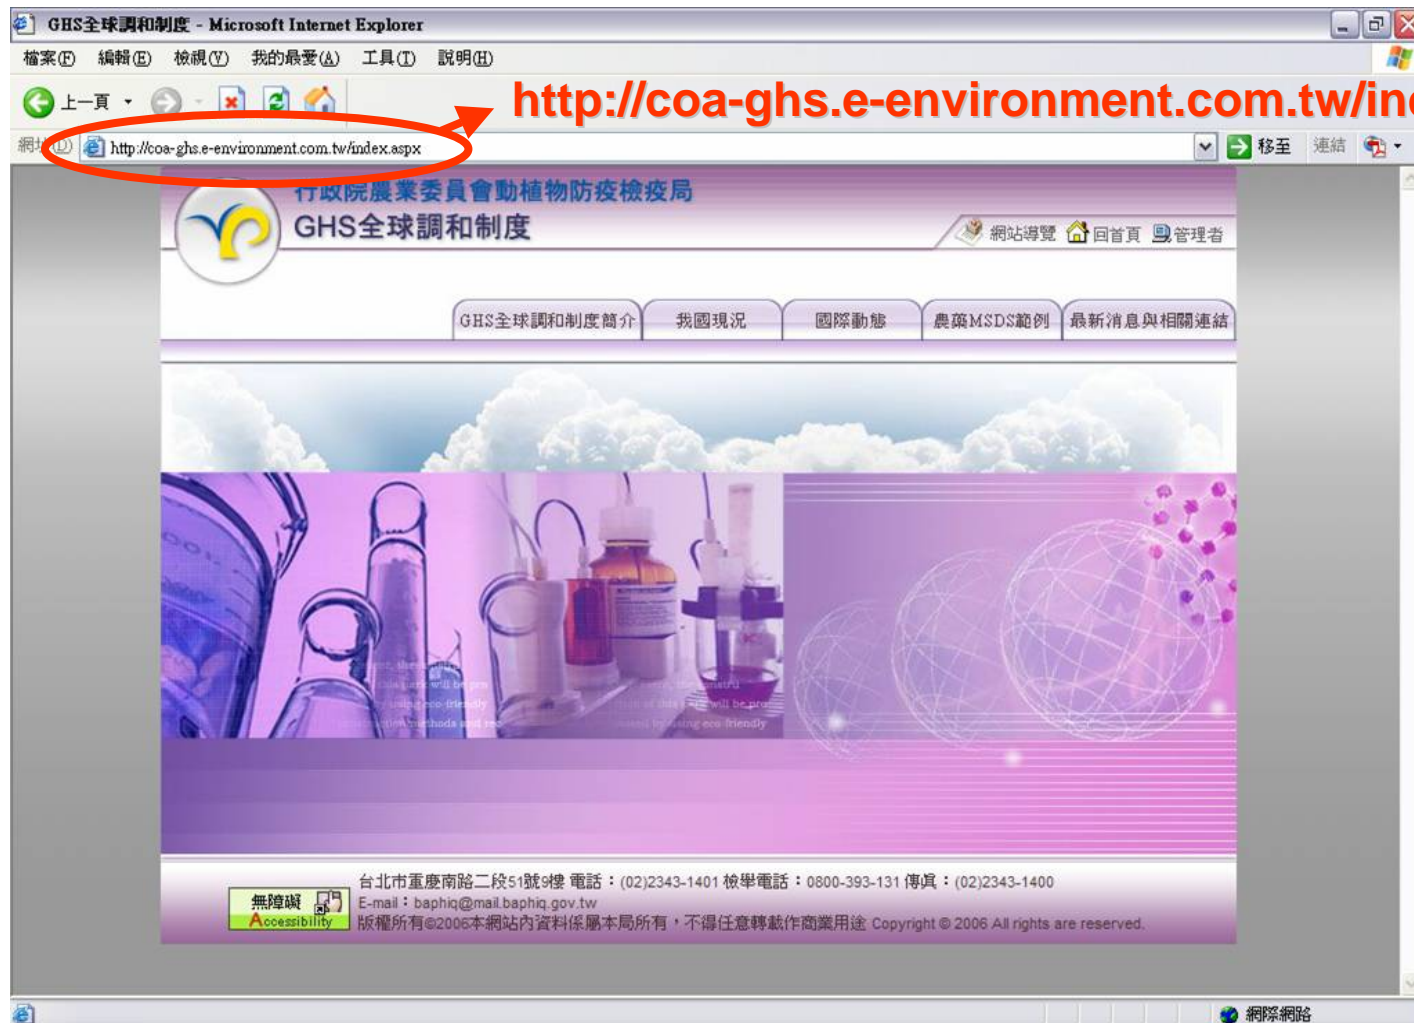 GHS全球調和制度 - Microsoft Internet Explorer
檔案(F) 編輯(E) 檢視(V) 我的最愛(A) 工具(T) 說明(H)
上一頁
http://coa-ghs.e-environment.com.tw/in
網址(D) http://coa-ghs.e-environment.com.tw/index.aspx 移至 連結
行政院農業委員會動植物防疫檢疫局
GHS全球調和制度
網站導覽 回首頁 管理者
GHS全球調和制度簡介 我國現況 國際動態 農藥MSDS範例 最新消息與相關連結
台北市重慶南路二段51號9樓 電話：(02)2343-1401 檢舉電話：0800-393-131 傳真：(02)2343-1400
無障礙 E-mail：baphiq@mail.baphiq.gov.tw
Accessibility 版權所有©2006本網站內資料係屬本局所有，不得任意轉載作商業用途 Copyright © 2006 All rights are reserved.
網際網路